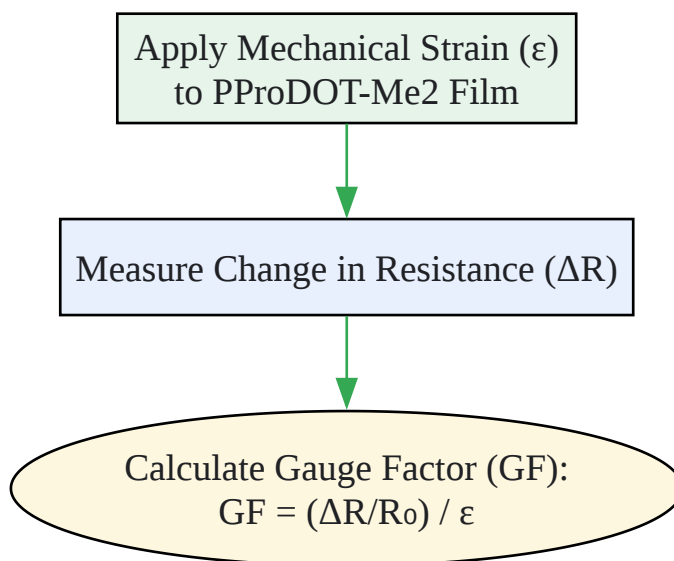 Apply Mechanical Strain (ε)
to PProDOT-Me2 Film
Measure Change in Resistance (ΔR)
Calculate Gauge Factor (GF):
GF = (ΔR/R₀) / ε